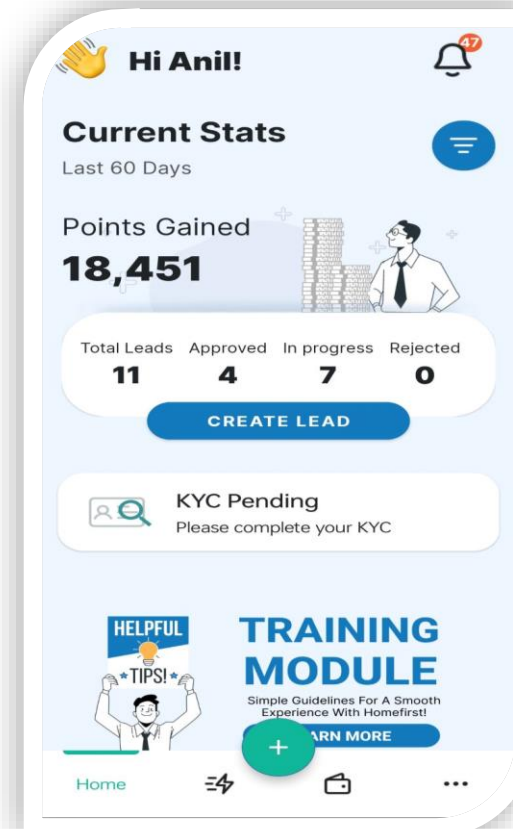 Hi Anil!
47
Current Stats
Last 60 Days
Points Gained
18,451
Total Leads Approved In progress Rejected
11 4 7 0
CREATE LEAD
KYC Pending
Please complete your KYC
HELPFUL
TIPS!
TRAINING
MODULE
Simple Guidelines For A Smooth
Experience With Homefirst!
MORE
Home